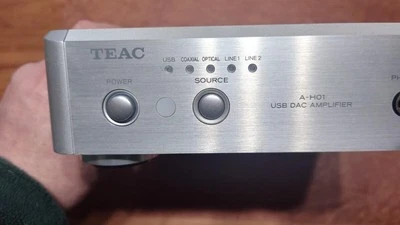 TEAC
USB COAXIAL OPTICAL LINE 1 LINE 2
POWER
SOURCE
A-H01
USB DAC AMPLIFIER